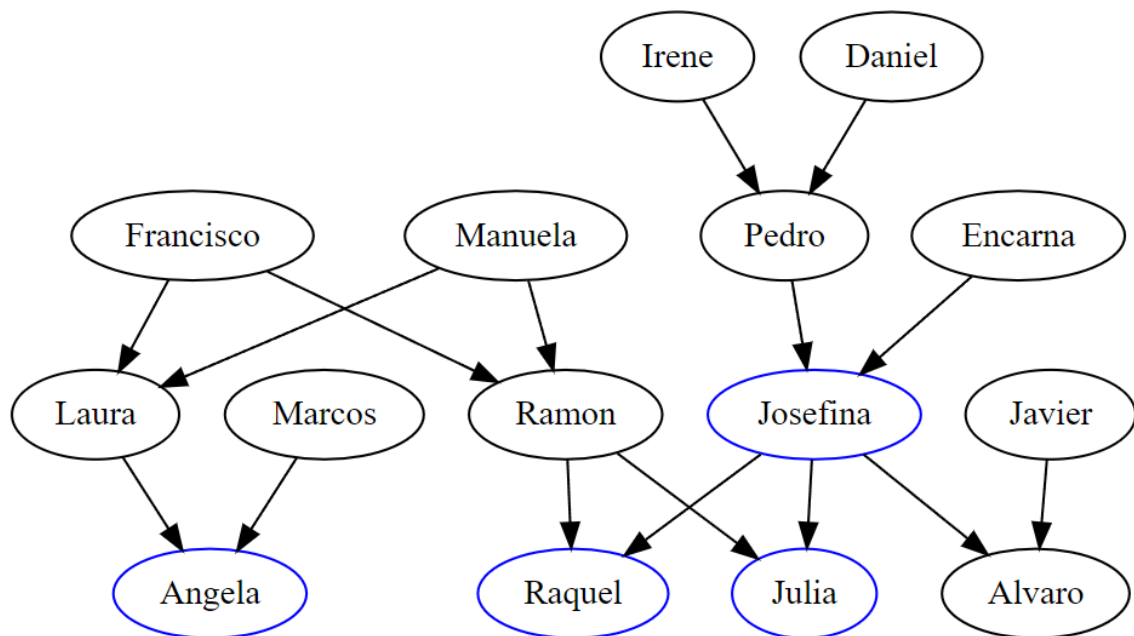 Irene
Daniel
Francisco
Manuela
Pedro
Encarna
Laura
Marcos
Ramon
Josefina
Javier
Angela
Raquel
Julia
Alvaro